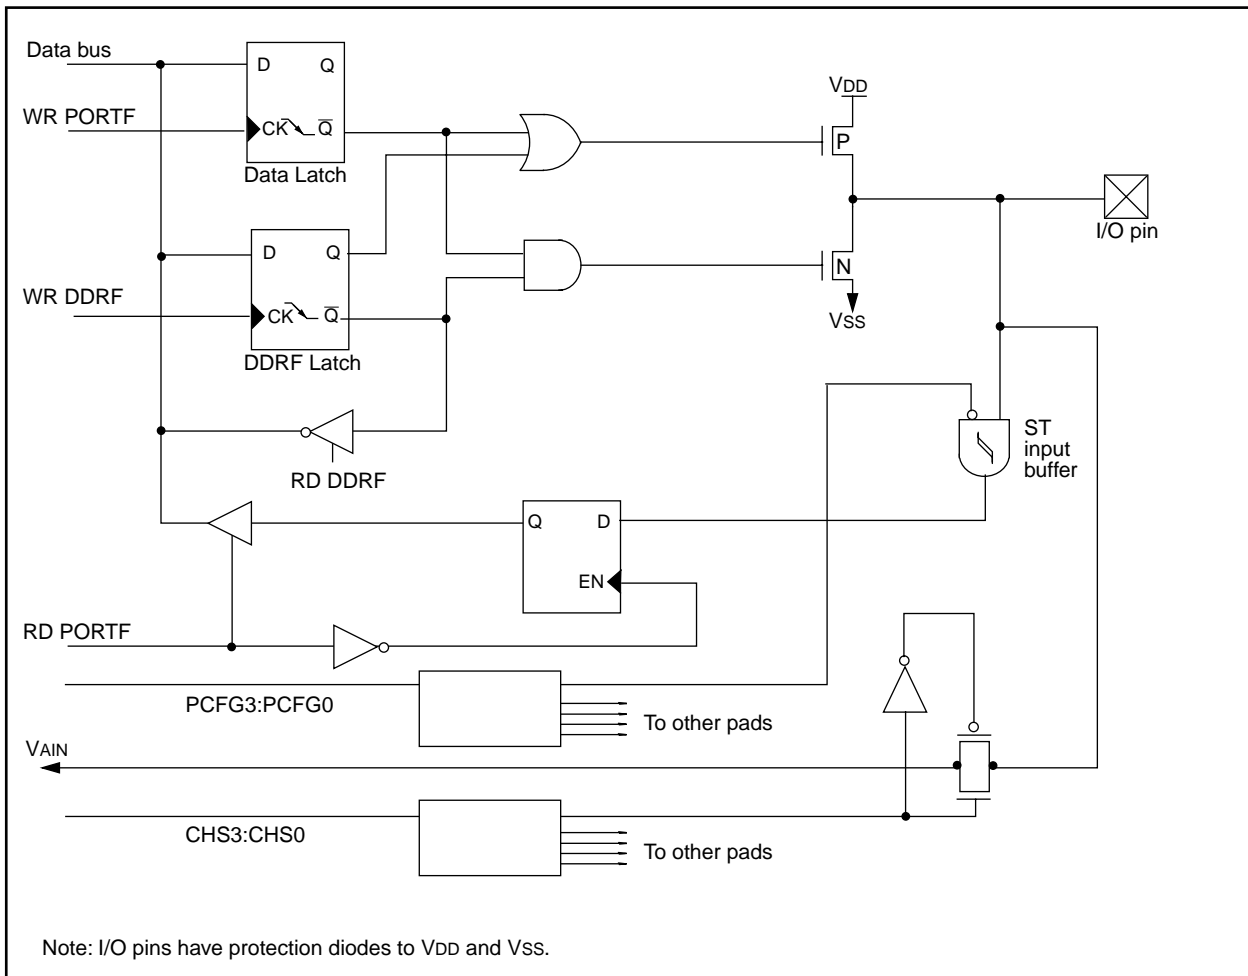 Data bus
D Q
WR PORTF
CK Q
Data Latch
VDD
P
I/O pin
D Q
N
WR DDRF
CK Q
VSS
DDRF Latch
ST
input
buffer
RD DDRF
Q D
EN
RD PORTF
PCFG3:PCFG0
To other pads
VAIN
CHS3:CHS0
To other pads
Note: I/O pins have protection diodes to VDD and VSS.